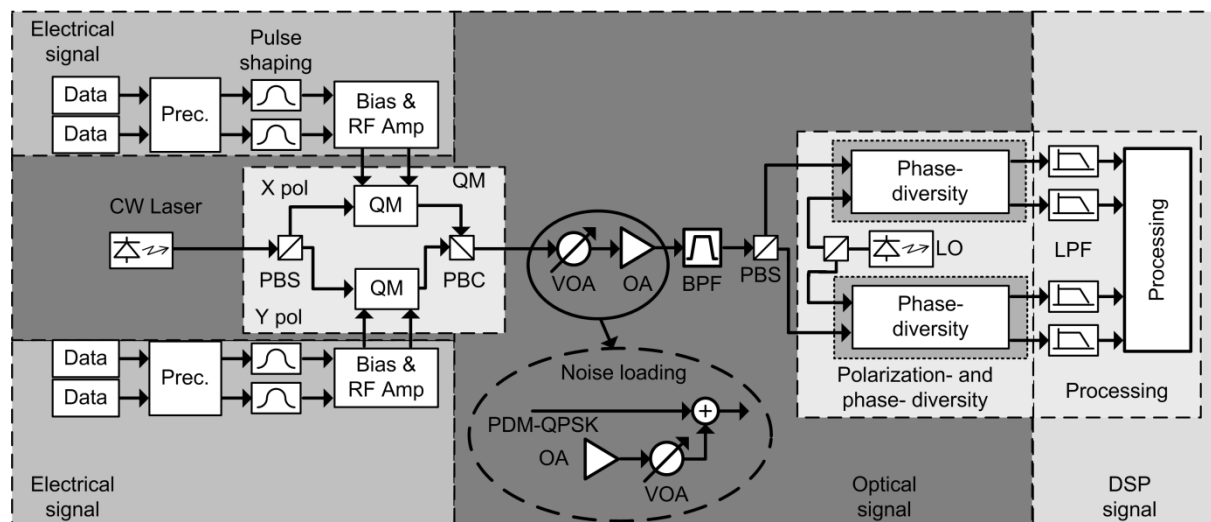 Electrical
signal
Pulse
shaping
Data
Data
Prec.
Bias &
RF Amp
X pol
QM
QM
CW Laser
PBS
PBC
QM
Y pol
VOA
OA
BPF
PBS
Phase-
diversity
LO
LPF
Processing
Phase-
diversity
Polarization- and
phase- diversity
Processing
Data
Data
Prec.
Bias &
RF Amp
Noise loading
PDM-QPSK
OA
VOA
Electrical
signal
Optical
signal
DSP
signal